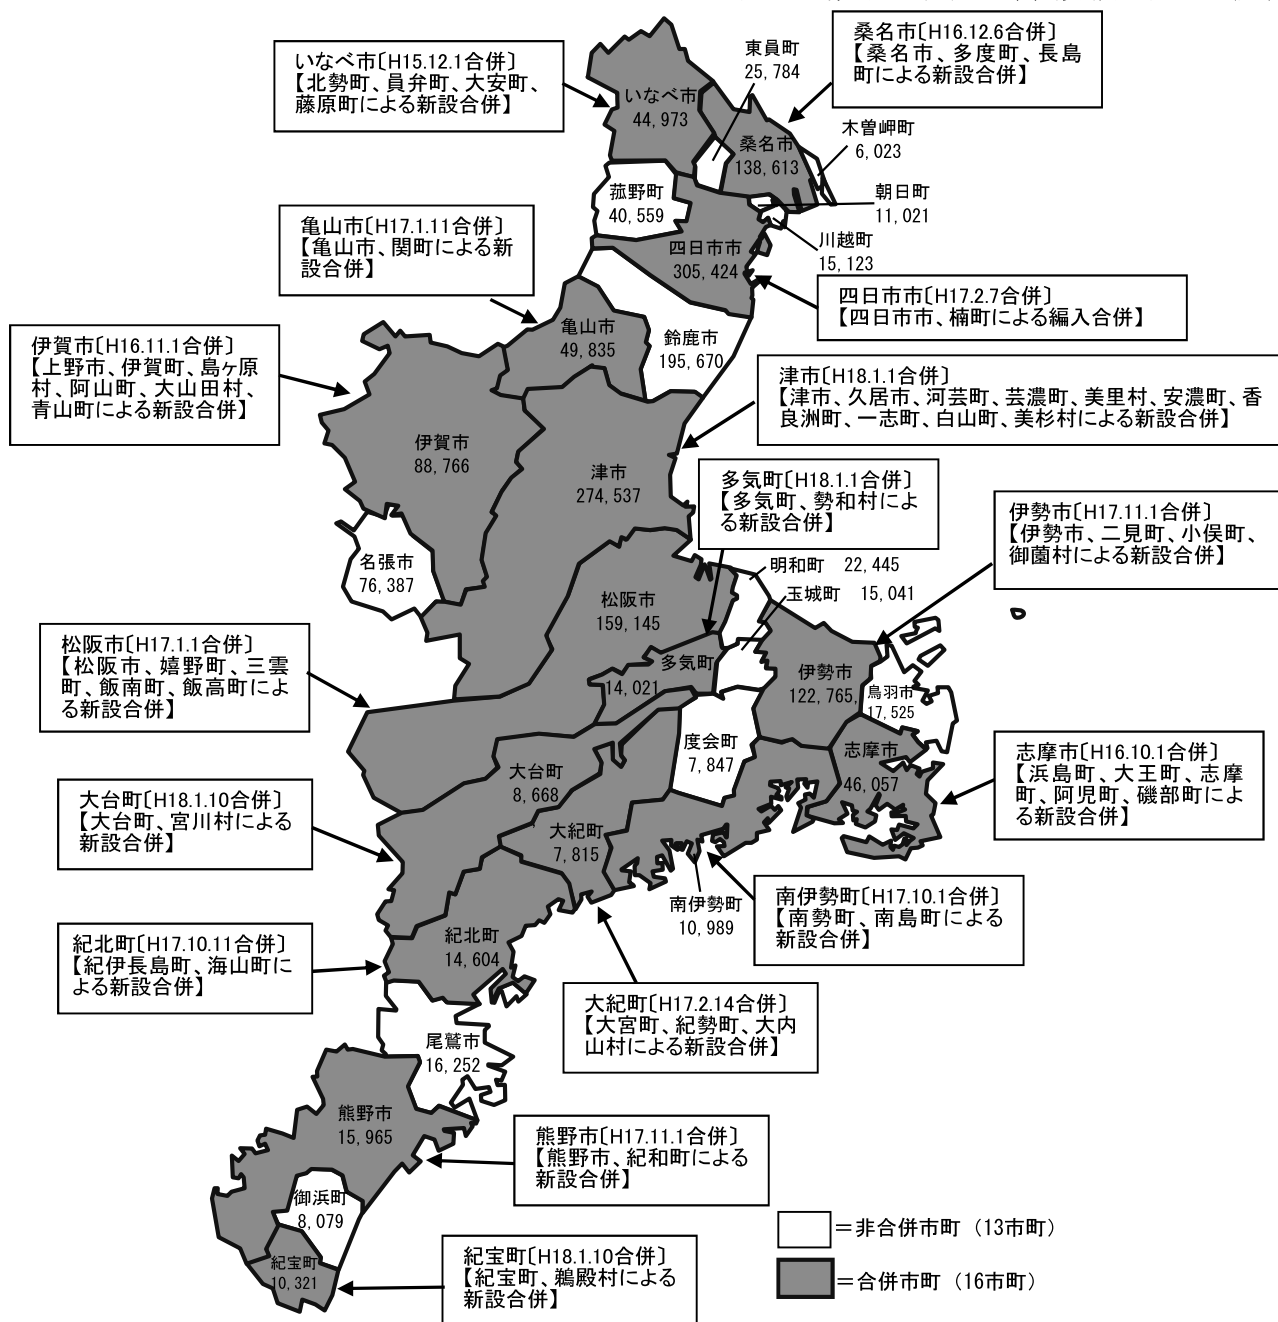 桑名市〔H16.12.6合併〕
【桑名市、多度町、長島
町による新設合併】
東員町
25,784
いなべ市〔H15.12.1合併〕
【北勢町、員弁町、大安町、
藤原町による新設合併】
いなべ市
44,973
木曽岬町
6,023
桑名市
138,613
菰野町
40,559
朝日町
11,021
亀山市〔H17.1.11合併〕
【亀山市、関町による新
設合併】
川越町
15,123
四日市市
305,424
四日市市〔H17.2.7合併〕
【四日市市、楠町による編入合併】
亀山市
49,835
鈴鹿市
195,670
伊賀市〔H16.11.1合併〕
【上野市、伊賀町、島ヶ原
村、阿山町、大山田村、
青山町による新設合併】
津市〔H18.1.1合併〕
【津市、久居市、河芸町、芸濃町、美里村、安濃町、香
良洲町、一志町、白山町、美杉村による新設合併】
伊賀市
88,766
津市
274,537
多気町〔H18.1.1合併〕
【多気町、勢和村によ
る新設合併】
伊勢市〔H17.11.1合併〕
【伊勢市、二見町、小俣町、
御薗村による新設合併】
名張市
76,387
明和町 22,445
玉城町 15,041
松阪市
159,145
松阪市〔H17.1.1合併〕
【松阪市、嬉野町、三雲
町、飯南町、飯高町によ
る新設合併】
多気町
14,021
伊勢市
122,765
鳥羽市
17,525
度会町
7,847
志摩市
46,057
志摩市〔H16.10.1合併〕
【浜島町、大王町、志摩
町、阿児町、磯部町によ
る新設合併】
大台町
8,668
大台町〔H18.1.10合併〕
【大台町、宮川村による
新設合併】
大紀町
7,815
南伊勢町
10,989
南伊勢町〔H17.10.1合併〕
【南勢町、南島町による
新設合併】
紀北町〔H17.10.11合併〕
【紀伊長島町、海山町に
よる新設合併】
紀北町
14,604
大紀町〔H17.2.14合併〕
【大宮町、紀勢町、大内
山村による新設合併】
尾鷲市
16,252
熊野市
15,965
熊野市〔H17.11.1合併〕
【熊野市、紀和町による
新設合併】
御浜町
8,079
＝非合併市町（13市町）
紀宝町
10,321
紀宝町〔H18.1.10合併〕
【紀宝町、鵜殿村による
新設合併】
＝合併市町（16市町）